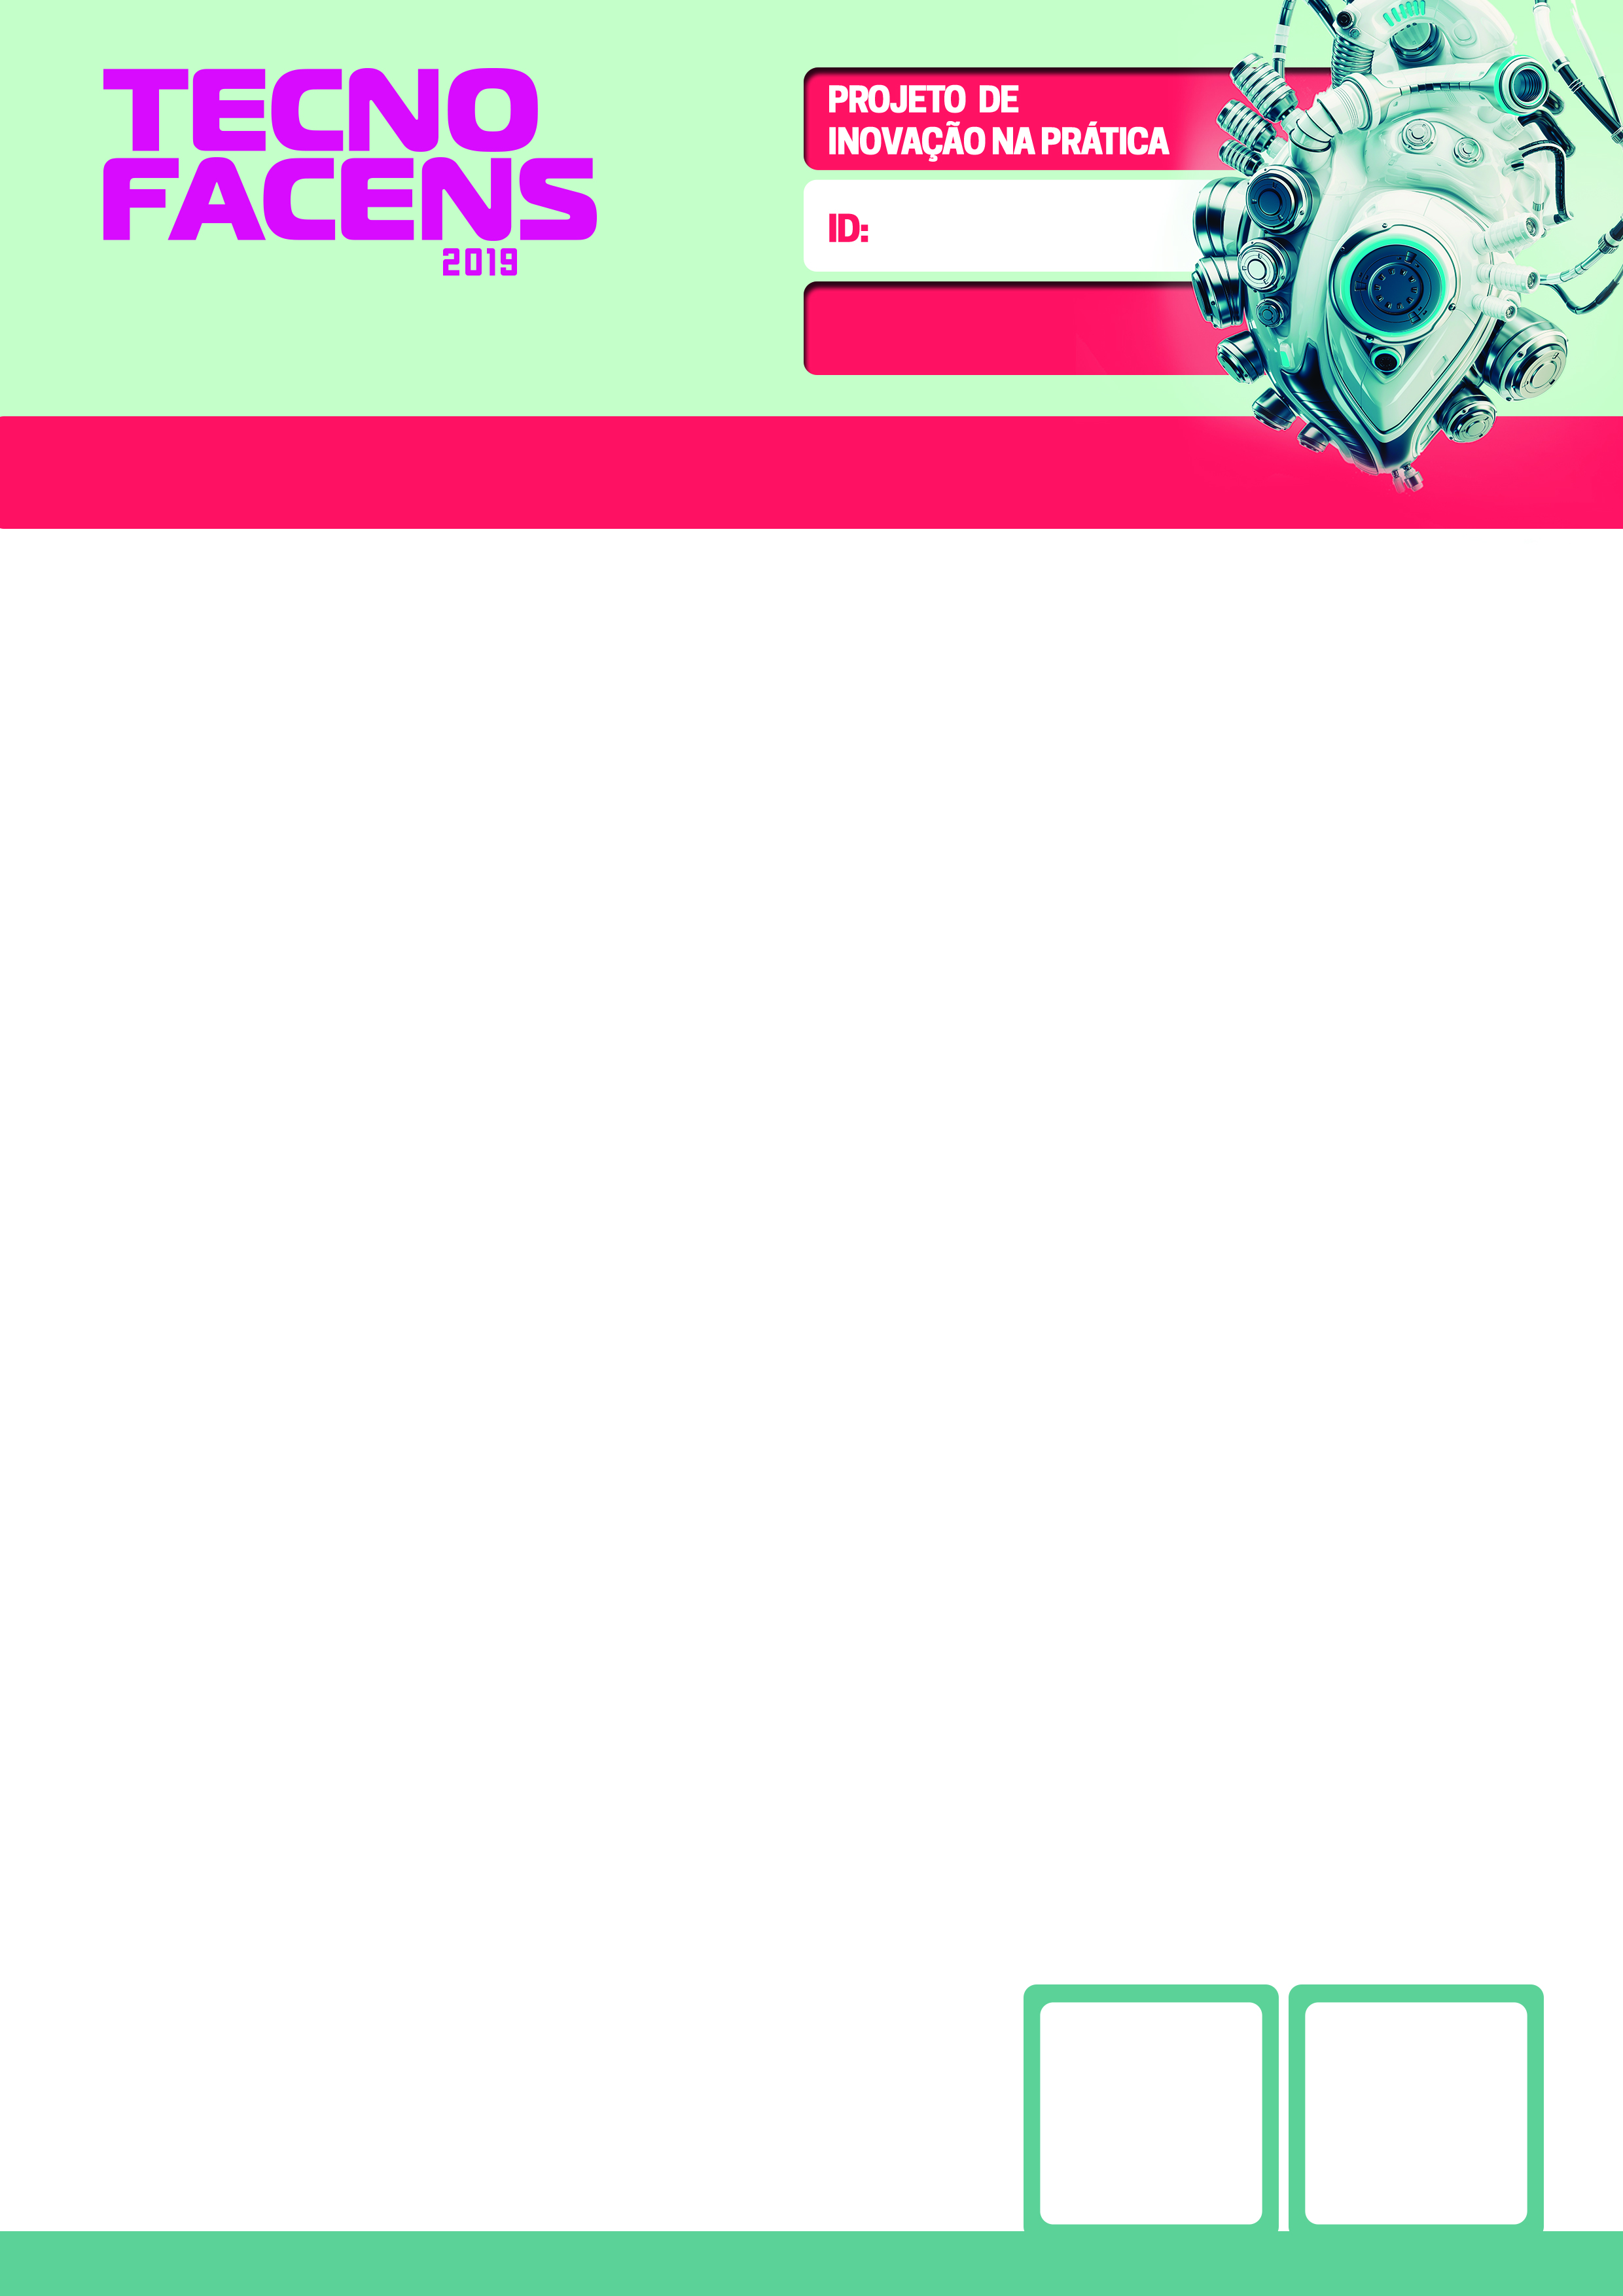 TECNO
FACENS
2019
PROJETO DE
INOVAÇÃO NA PRÁTICA
ID: